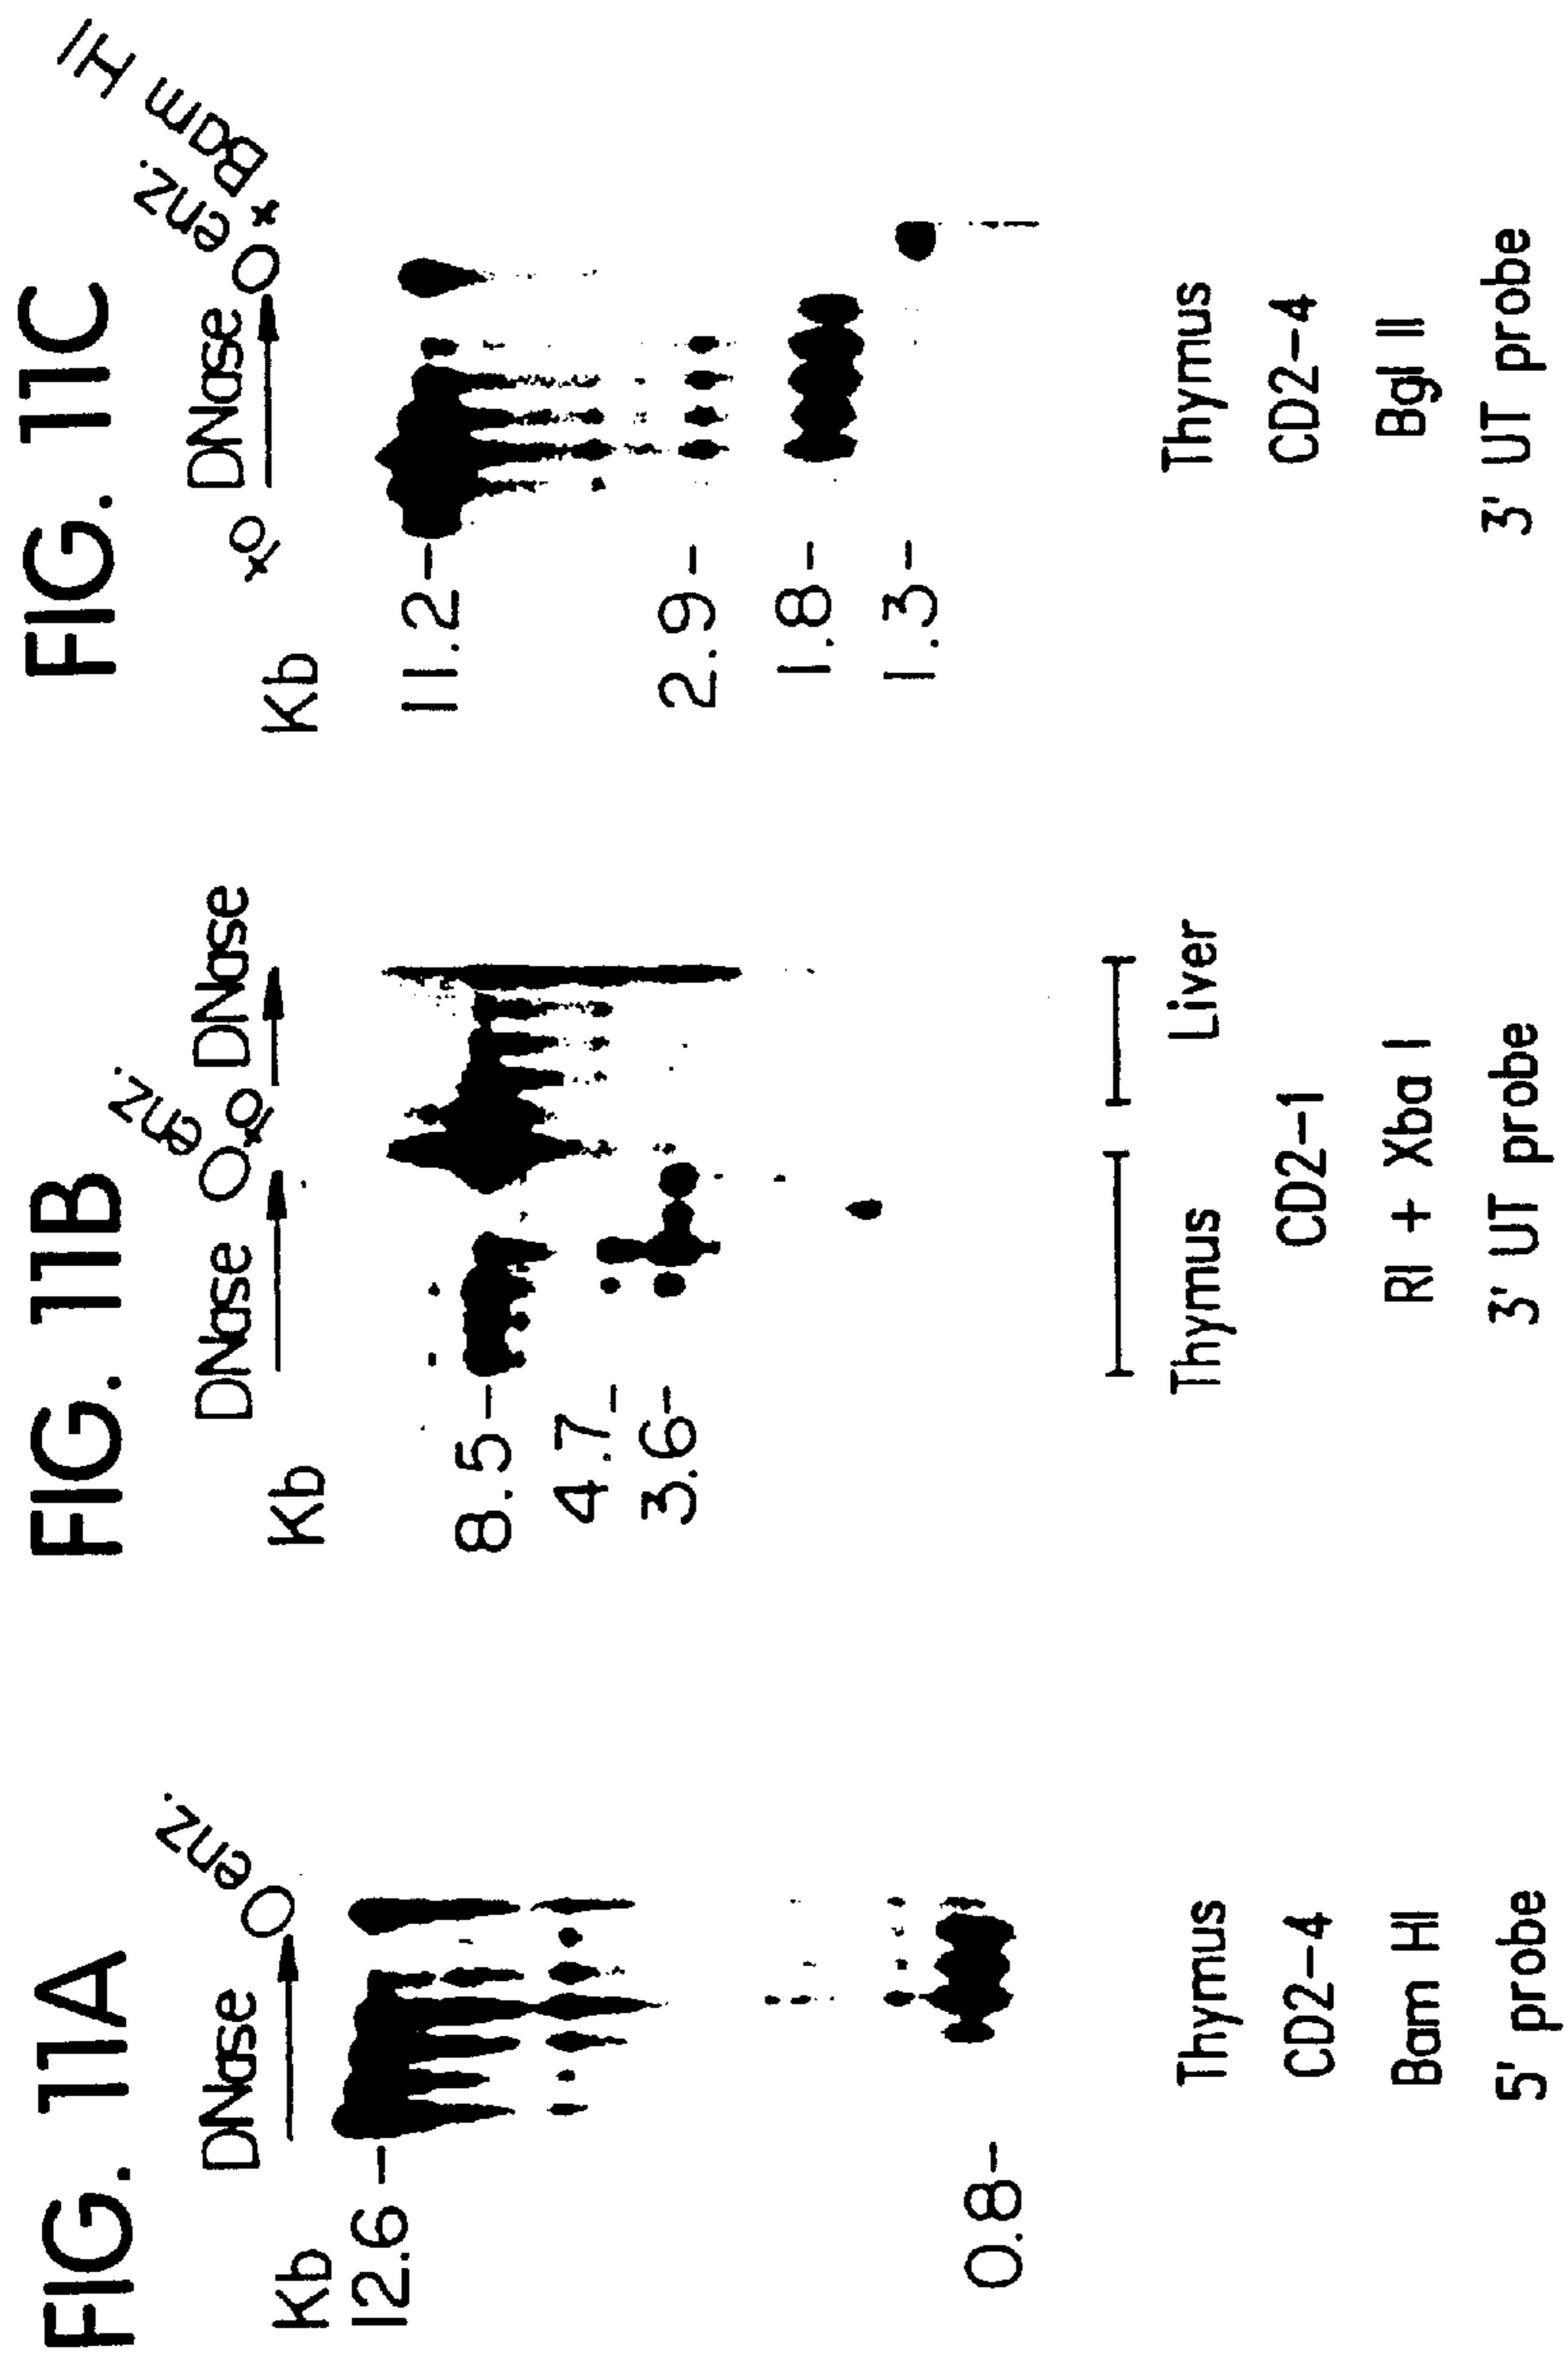 FIG. 11A
DNase
O enz.
Kb
12.6 –
0.8–
Thymus
CD2–4
Bam HI
5' probe
FIG. 11B
DNase
O enz.
DNase
Kb
8.5 –
4.7 –
3.6 –
Thymus
Liver
CD2–1
RI + Xba I
3' UT probe
FIG. 11C
DNase
O enz.
* Bam HI
Kb
11.2 –
2.9 –
1.8 –
1.3 –
Thymus
CD2–4
Bgl II
3' UT probe